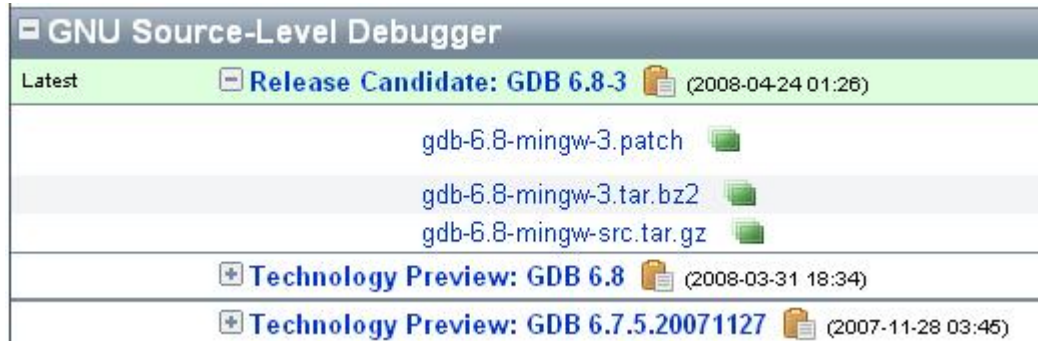 GNU Source-Level Debugger
Latest Release Candidate: GDB 6.8-3 (2008-04-24 01:26)
gdb-6.8-mingw-3.patch
gdb-6.8-mingw-3.tar.bz2
gdb-6.8-mingw-src.tar.gz
Technology Preview: GDB 6.8 (2008-03-31 18:34)
Technology Preview: GDB 6.7.5.20071127 (2007-11-28 03:45)